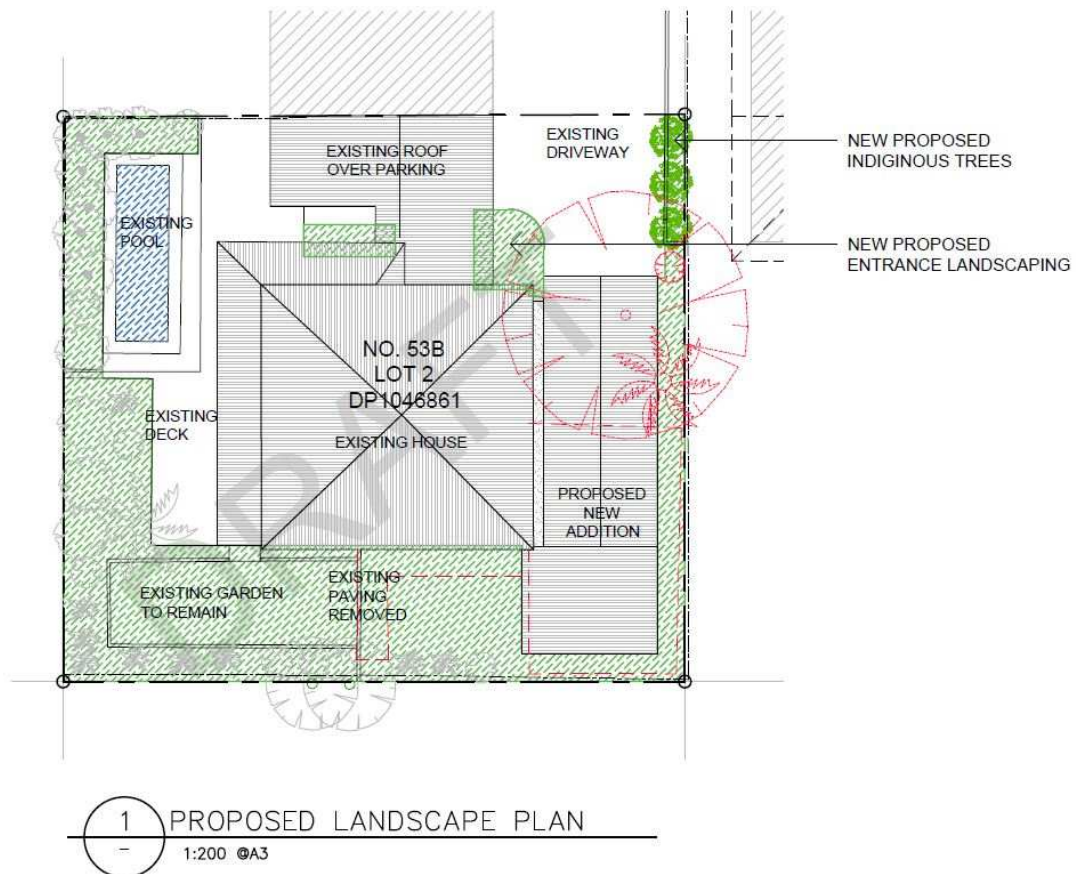 EXISTING ROOF
OVER PARKING
EXISTING
DRIVEWAY
NEW PROPOSED
INDIGINOUS TREES
EXISTING
POOL
NEW PROPOSED
ENTRANCE LANDSCAPING
NO. 53B
LOT 2
DP1046861
EXISTING
DECK
EXISTING HOUSE
DRAFT
PROPOSED
NEW
ADDITION
EXISTING GARDEN
TO REMAIN
EXISTING
PAVING
REMOVED
1
-
PROPOSED LANDSCAPE PLAN
1:200 @A3